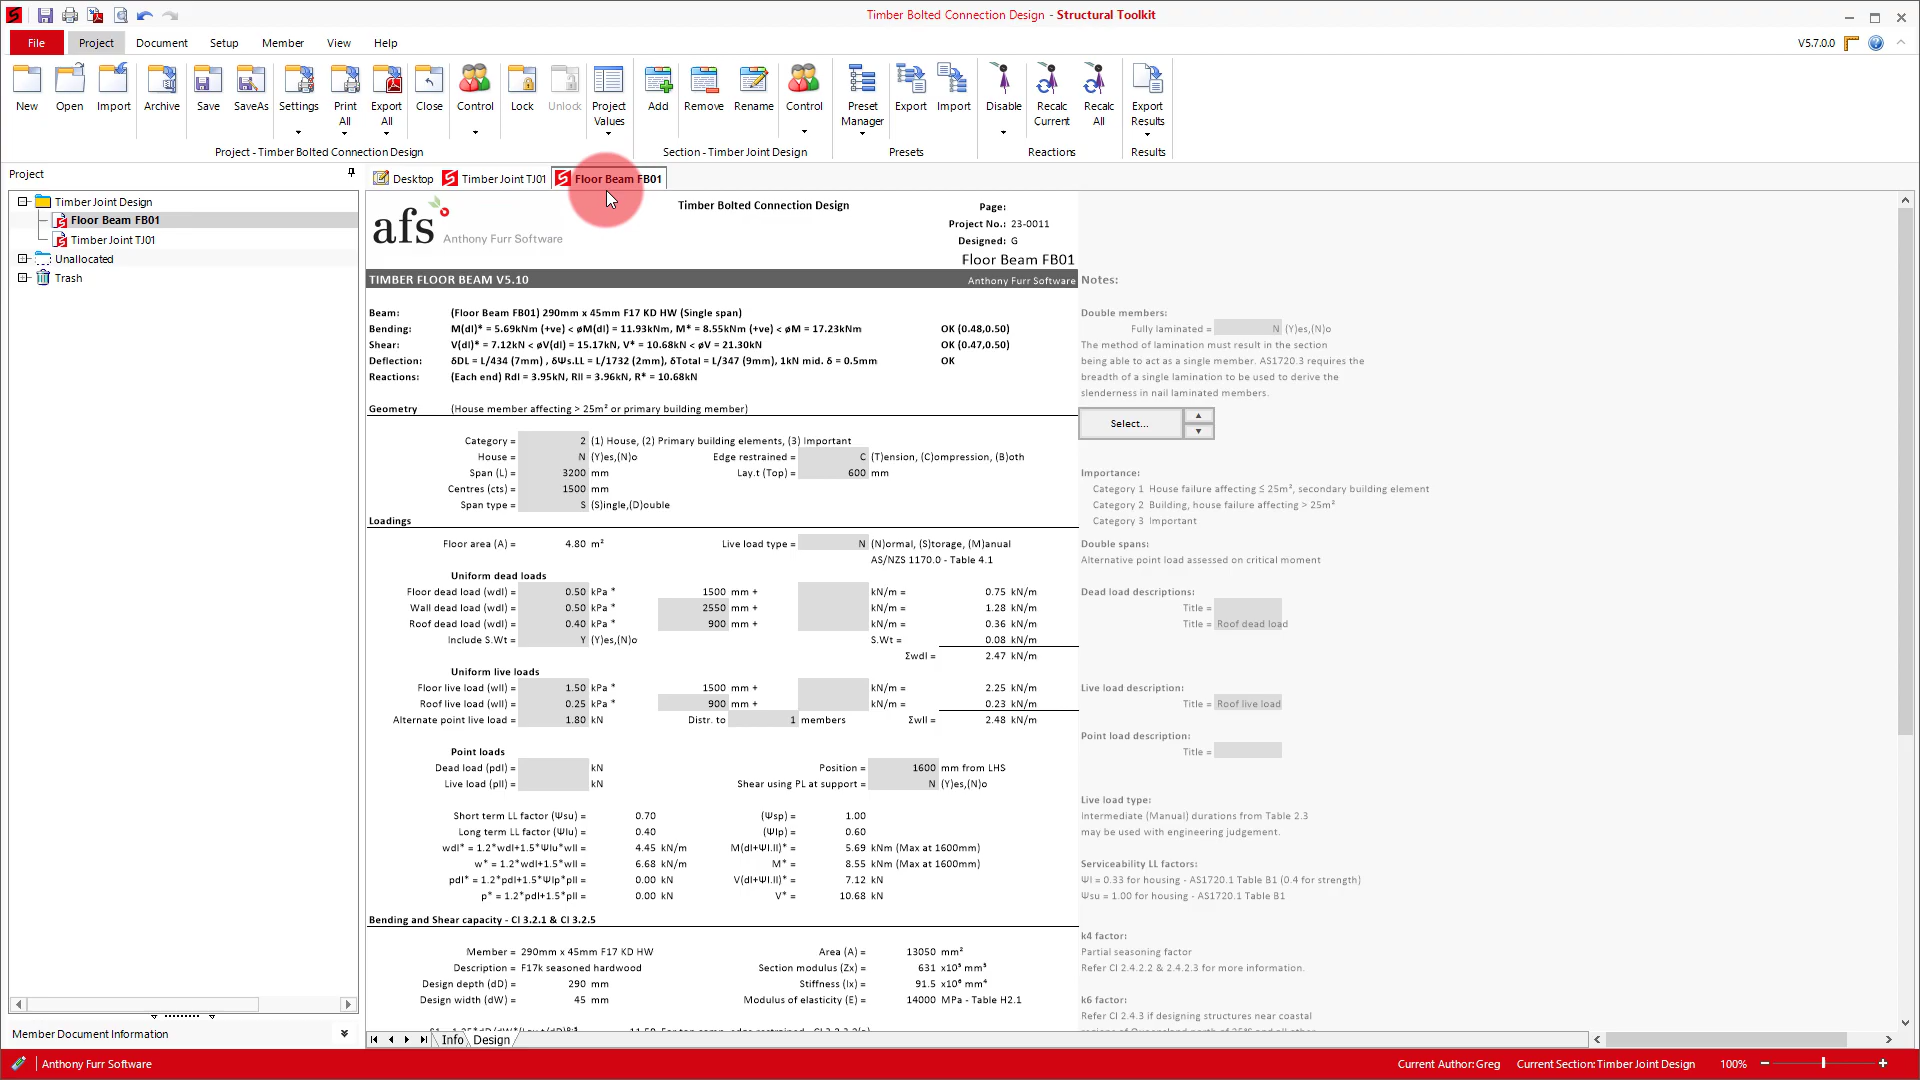 Timber Bolted Connection Design - Structural Toolkit
File Project Document Setup Member View Help V5.7.0.0
New Open Import Archive Save SaveAs Settings Print All Export All Close Control Lock Unlock Project Values Add Remove Rename Control Preset Manager Export Import Disable Recalc Current Recalc All Export Results
Project - Timber Bolted Connection Design Section - Timber Joint Design Presets Reactions Results
Project
Timber Joint Design
Floor Beam FB01
Timber Joint TJ01
Unallocated
Trash
Member Document Information
Desktop Timber Joint TJ01 Floor Beam FB01
afs Anthony Furr Software
Timber Bolted Connection Design
Page:
Project No.: 23-0011
Designed: G
Floor Beam FB01
TIMBER FLOOR BEAM V5.10 Anthony Furr Software
Beam: (Floor Beam FB01) 290mm x 45mm F17 KD HW (Single span)
Bending: M(dl)* = 5.69kNm (+ve) < øM(dl) = 11.93kNm, M* = 8.55kNm (+ve) < øM = 17.23kNm OK (0.48,0.50)
Shear: V(dl)* = 7.12kN < øV(dl) = 15.17kN, V* = 10.68kN < øV = 21.30kN OK (0.47,0.50)
Deflection: δDL = L/434 (7mm) , δΨs.LL = L/1732 (2mm), δTotal = L/347 (9mm), 1kN mid. δ = 0.5mm OK
Reactions: (Each end) Rdl = 3.95kN, Rll = 3.96kN, R* = 10.68kN
Geometry (House member affecting > 25m² or primary building member)
Category = 2 (1) House, (2) Primary building elements, (3) Important
House = N (Y)es,(N)o Edge restrained = C (T)ension, (C)ompression, (B)oth
Span (L) = 3200 mm Lay.t (Top) = 600 mm
Centres (cts) = 1500 mm
Span type = S (S)ingle,(D)ouble
Loadings
Floor area (A) = 4.80 m² Live load type = N (N)ormal, (S)torage, (M)anual
AS/NZS 1170.0 - Table 4.1
Uniform dead loads
Floor dead load (wdl) = 0.50 kPa * 1500 mm + kN/m = 0.75 kN/m
Wall dead load (wdl) = 0.50 kPa * 2550 mm + kN/m = 1.28 kN/m
Roof dead load (wdl) = 0.40 kPa * 900 mm + kN/m = 0.36 kN/m
Include S.Wt = Y (Y)es,(N)o S.Wt = 0.08 kN/m
Σwdl = 2.47 kN/m
Uniform live loads
Floor live load (wll) = 1.50 kPa * 1500 mm + kN/m = 2.25 kN/m
Roof live load (wll) = 0.25 kPa * 900 mm + kN/m = 0.23 kN/m
Alternate point live load = 1.80 kN Distr. to 1 members Σwll = 2.48 kN/m
Point loads
Dead load (pdl) = kN Position = 1600 mm from LHS
Live load (pll) = kN Shear using PL at support = N (Y)es,(N)o
Short term LL factor (Ψsu) = 0.70 (Ψsp) = 1.00
Long term LL factor (Ψlu) = 0.40 (Ψlp) = 0.60
wdl* = 1.2*wdl+1.5*Ψlu*wll = 4.45 kN/m M(dl+Ψl.ll)* = 5.69 kNm (Max at 1600mm)
w* = 1.2*wdl+1.5*wll = 6.68 kN/m M* = 8.55 kNm (Max at 1600mm)
pdl* = 1.2*pdl+1.5*Ψlp*pll = 0.00 kN V(dl+Ψl.ll)* = 7.12 kN
p* = 1.2*pdl+1.5*pll = 0.00 kN V* = 10.68 kN
Bending and Shear capacity - Cl 3.2.1 & Cl 3.2.5
Member = 290mm x 45mm F17 KD HW Area (A) = 13050 mm²
Description = F17k seasoned hardwood Section modulus (Zx) = 631 x10³ mm³
Design depth (dD) = 290 mm Stiffness (Ix) = 91.5 x10⁶ mm⁴
Design width (dW) = 45 mm Modulus of elasticity (E) = 14000 MPa - Table H2.1
Notes:
Double members:
Fully laminated = N (Y)es,(N)o
The method of lamination must result in the section
being able to act as a single member. AS1720.3 requires the
breadth of a single lamination to be used to derive the
slenderness in nail laminated members.
Select...
Importance:
Category 1 House failure affecting ≤ 25m², secondary building element
Category 2 Building, house failure affecting > 25m²
Category 3 Important
Double spans:
Alternative point load assessed on critical moment
Dead load descriptions:
Title =
Title = Roof dead load
Live load description:
Title = Roof live load
Point load description:
Title =
Live load type:
Intermediate (Manual) durations from Table 2.3
may be used with engineering judgement.
Serviceability LL factors:
Ψl = 0.33 for housing - AS1720.1 Table B1 (0.4 for strength)
Ψsu = 1.00 for housing - AS1720.1 Table B1
k4 factor:
Partial seasoning factor
Refer Cl 2.4.2.2 & 2.4.2.3 for more information.
k6 factor:
Refer Cl 2.4.3 if designing structures near coastal
Info Design
Anthony Furr Software Current Author: Greg Current Section: Timber Joint Design 100%